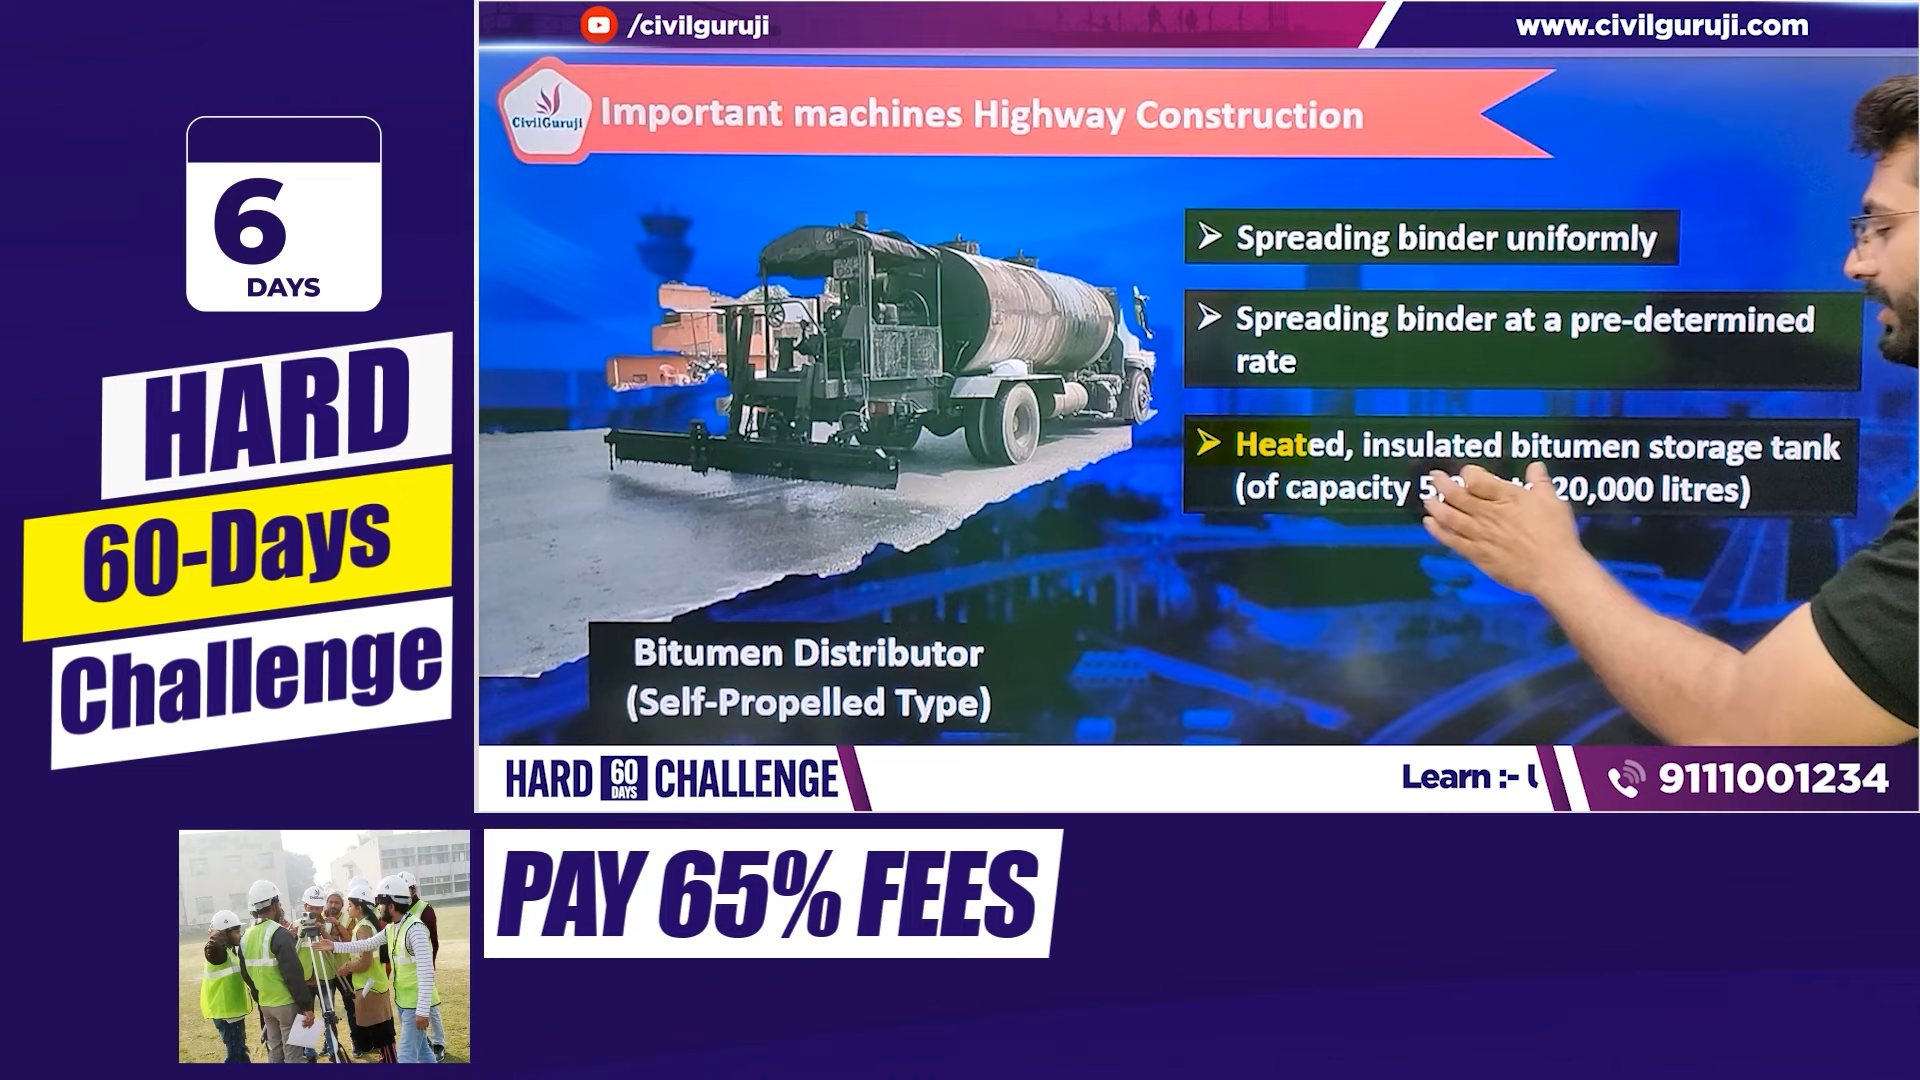 /civilguruji
www.civilguruji.com
CivilGuruji
Important machines Highway Construction
6
DAYS
HARD
60-Days
Challenge
Spreading binder uniformly
Spreading binder at a pre-determined
rate
Heated, insulated bitumen storage tank
(of capacity 20,000 litres)
Bitumen Distributor
(Self-Propelled Type)
HARD 60 DAYS CHALLENGE
Learn :-
9111001234
PAY 65% FEES